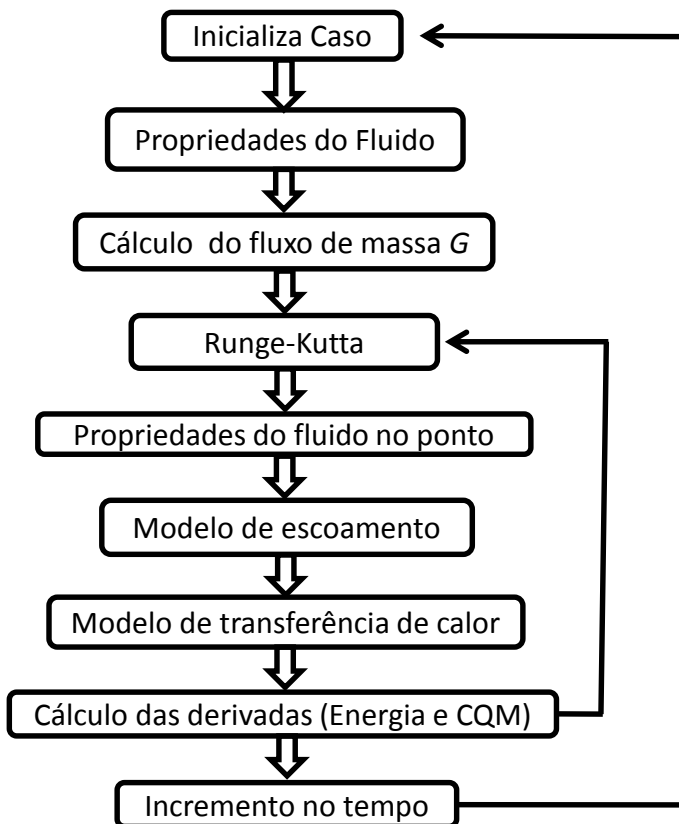 Inicializa Caso
Propriedades do Fluido
Cálculo do fluxo de massa G
Runge-Kutta
Propriedades do fluido no ponto
Modelo de escoamento
Modelo de transferência de calor
Cálculo das derivadas (Energia e CQM)
Incremento no tempo